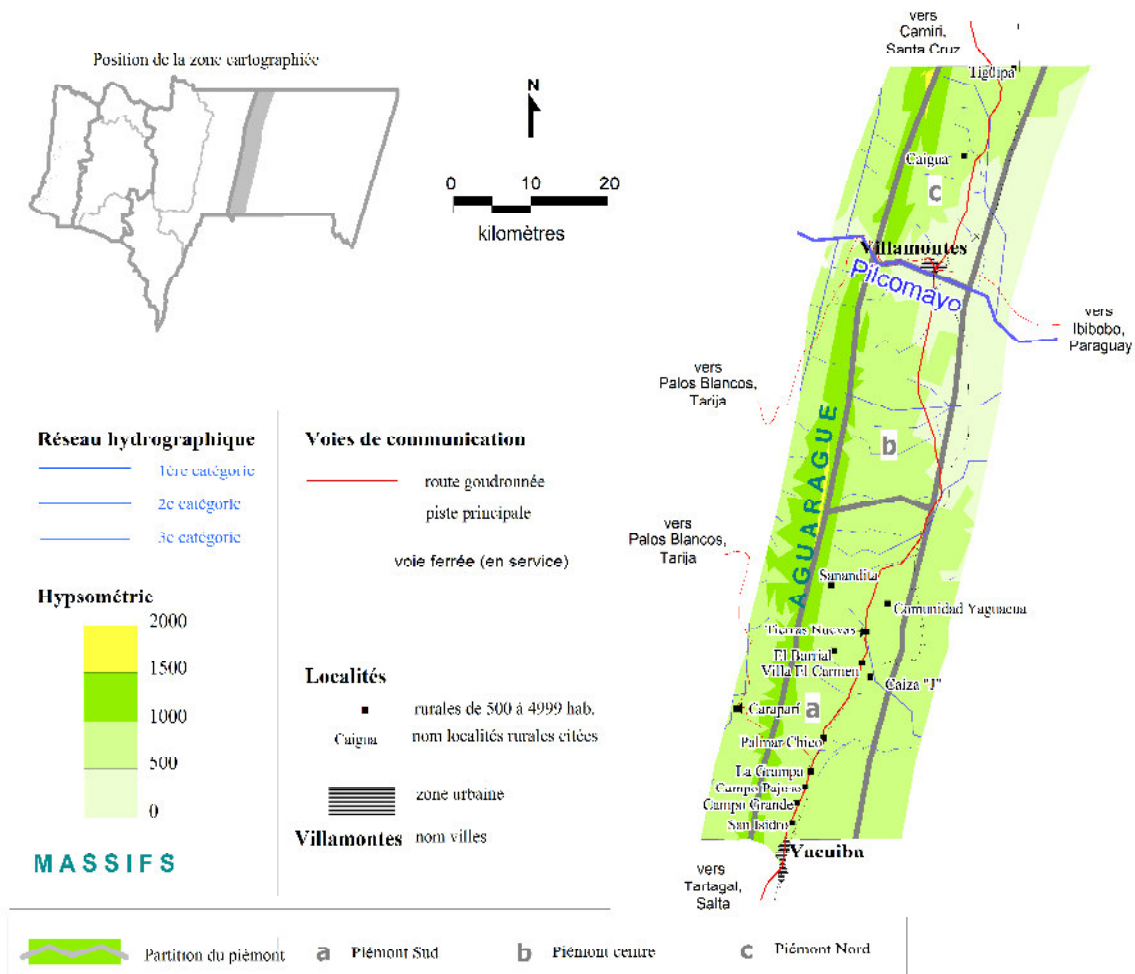 Position de la zone cartographiée
N
0 10 20
kilomètres
vers
Camiri,
Santa Cruz
Tigüipa
Caigua
c
Villamontes
Pilcomayo
vers
Ibibobo,
Paraguay
vers
Palos Blancos,
Tarija
b
AGUARAGUE
vers
Palos Blancos,
Tarija
Sanandita
Comunidad Yaguacua
Tierras Nuevas
El Barrial
Villa El Carmen
Caiza "J"
Caraparí
a
Palmar Chico
La Grampa
Campo Pajoso
Campo Grande
San Isidro
Yacuiba
vers
Tartagal,
Salta
Réseau hydrographique
1ère catégorie
2e catégorie
3e catégorie
Voies de communication
route goudronnée
piste principale
voie ferrée (en service)
Hypsométrie
2000
1500
1000
500
0
MASSIFS
Localités
rurales de 500 à 4999 hab.
Caigua nom localités rurales citées
zone urbaine
Villamontes nom villes
Partition du piémont a Piémont Sud b Piémont centre c Piémont Nord